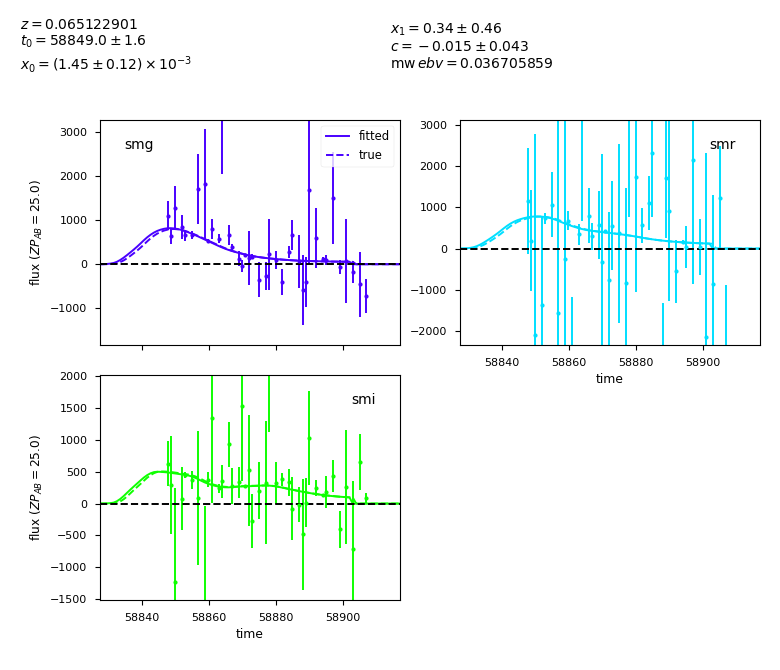 z = 0.065122901
t₀ = 58849.0 ± 1.6
x₀ = (1.45 ± 0.12) × 10⁻³
x₁ = 0.34 ± 0.46
c = −0.015 ± 0.043
mw ebv = 0.036705859
smg
fitted
true
3000
2000
1000
0
−1000
flux (ZP_AB = 25.0)
smr
3000
2000
1000
0
−1000
−2000
58840 58860 58880 58900
time
smi
2000
1500
1000
500
0
−500
−1000
−1500
flux (ZP_AB = 25.0)
58840 58860 58880 58900
time